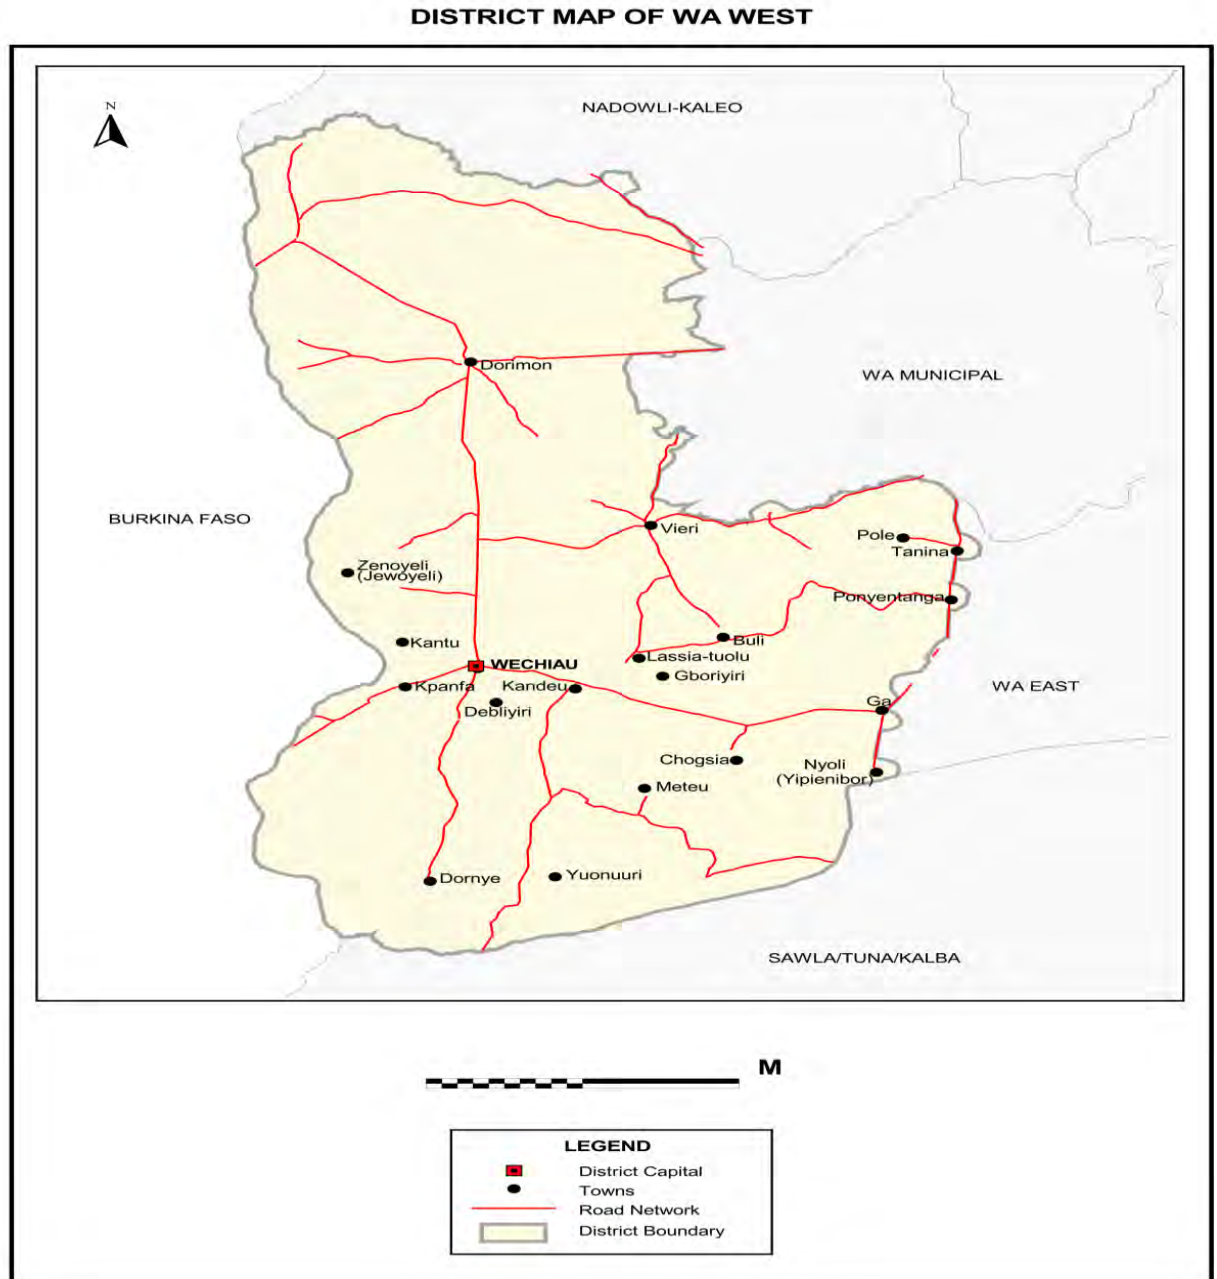 DISTRICT MAP OF WA WEST
N
NADOWLI-KALEO
Dorimon
WA MUNICIPAL
BURKINA FASO
Vieri
Pole
Tanina
Zenoyeli
(Jewoyeli)
Ponyentanga
Kantu
Buli
Lassia-tuolu
WECHIAU
Gboriyiri
Kpanfa
Kandeu
WA EAST
Debliyiri
Ga
Chogsia
Nyoli
(Yipienibor)
Meteu
Dornye
Yuonuuri
SAWLA/TUNA/KALBA
M
LEGEND
District Capital
Towns
Road Network
District Boundary